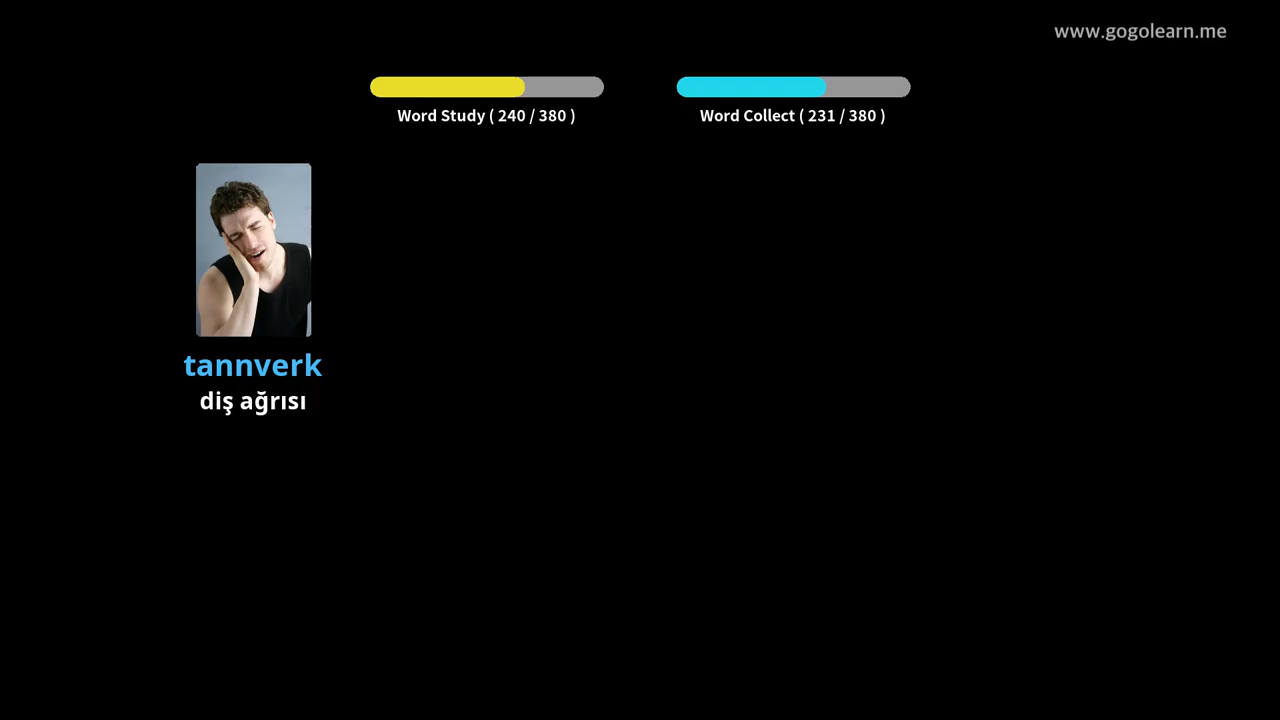 www.gogolearn.me
Word Study ( 240 / 380 )
Word Collect ( 231 / 380 )
tannverk
diş ağrısı